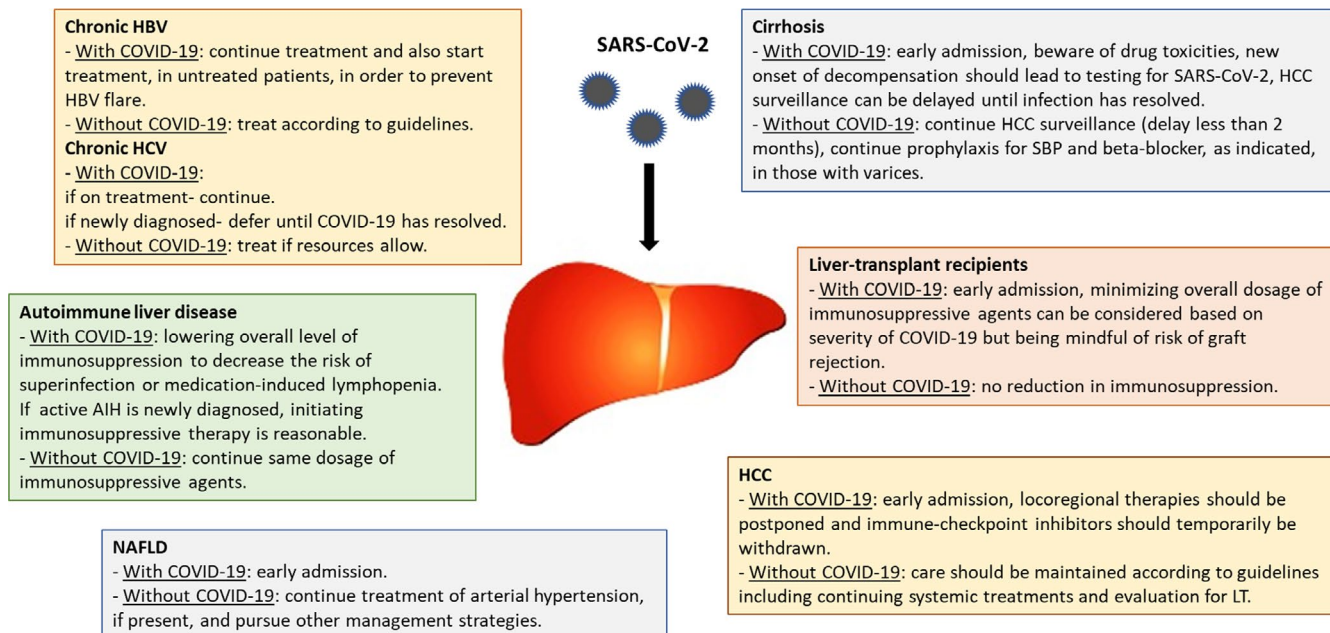 Chronic HBV
- With COVID-19: continue treatment and also start
treatment, in untreated patients, in order to prevent
HBV flare.
- Without COVID-19: treat according to guidelines.
Chronic HCV
- With COVID-19:
if on treatment- continue.
if newly diagnosed- defer until COVID-19 has resolved.
- Without COVID-19: treat if resources allow.
SARS-CoV-2
Cirrhosis
- With COVID-19: early admission, beware of drug toxicities, new
onset of decompensation should lead to testing for SARS-CoV-2, HCC
surveillance can be delayed until infection has resolved.
- Without COVID-19: continue HCC surveillance (delay less than 2
months), continue prophylaxis for SBP and beta-blocker, as indicated,
in those with varices.
Autoimmune liver disease
- With COVID-19: lowering overall level of
immunosuppression to decrease the risk of
superinfection or medication-induced lymphopenia.
If active AIH is newly diagnosed, initiating
immunosuppressive therapy is reasonable.
- Without COVID-19: continue same dosage of
immunosuppressive agents.
Liver-transplant recipients
- With COVID-19: early admission, minimizing overall dosage of
immunosuppressive agents can be considered based on
severity of COVID-19 but being mindful of risk of graft
rejection.
- Without COVID-19: no reduction in immunosuppression.
NAFLD
- With COVID-19: early admission.
- Without COVID-19: continue treatment of arterial hypertension,
if present, and pursue other management strategies.
HCC
- With COVID-19: early admission, locoregional therapies should be
postponed and immune-checkpoint inhibitors should temporarily be
withdrawn.
- Without COVID-19: care should be maintained according to guidelines
including continuing systemic treatments and evaluation for LT.